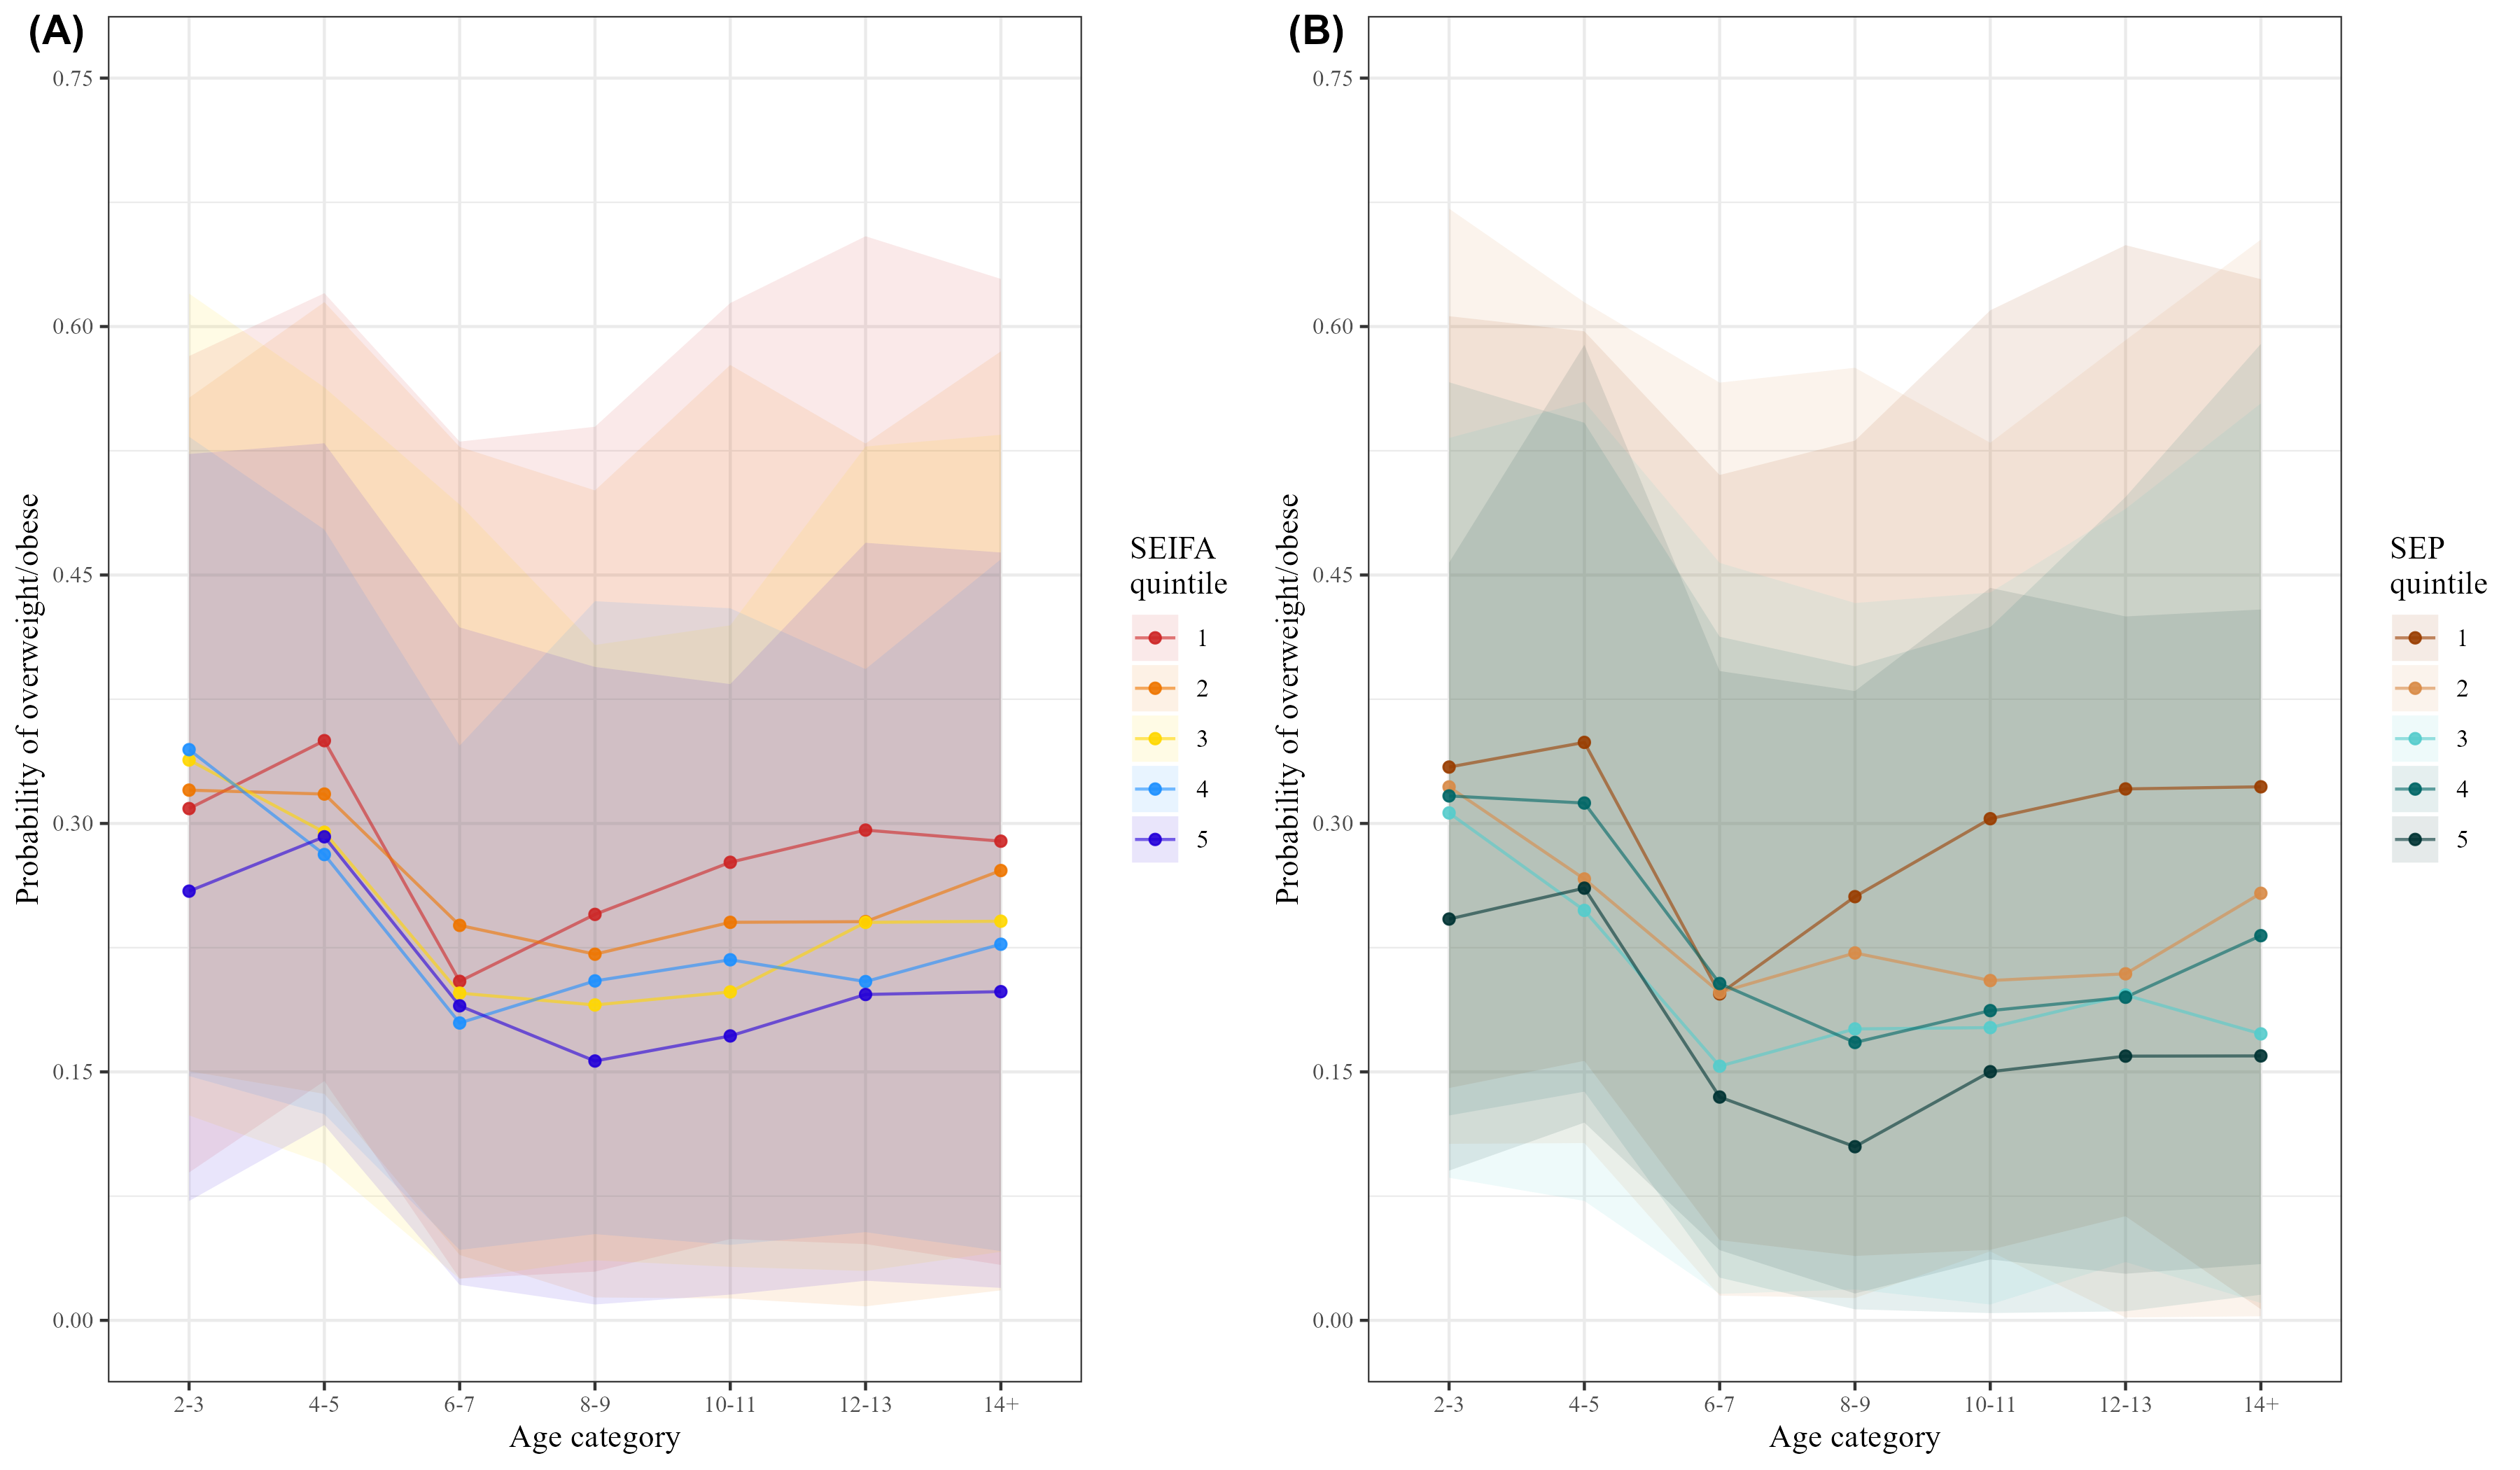 (A)
Probability of overweight/obese
0.75
0.60
0.45
0.30
0.15
0.00
2-3 4-5 6-7 8-9 10-11 12-13 14+
Age category
SEIFA
quintile
1
2
3
4
5
(B)
Probability of overweight/obese
0.75
0.60
0.45
0.30
0.15
0.00
2-3 4-5 6-7 8-9 10-11 12-13 14+
Age category
SEP
quintile
1
2
3
4
5